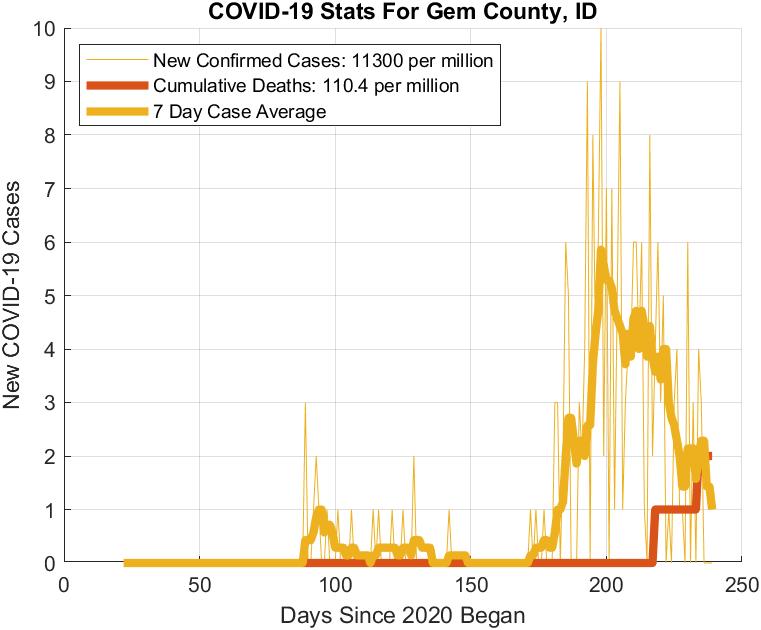 COVID-19 Stats For Gem County, ID
New Confirmed Cases: 11300 per million
Cumulative Deaths: 110.4 per million
7 Day Case Average
New COVID-19 Cases
10
9
8
7
6
5
4
3
2
1
0
0 50 100 150 200 250
Days Since 2020 Began